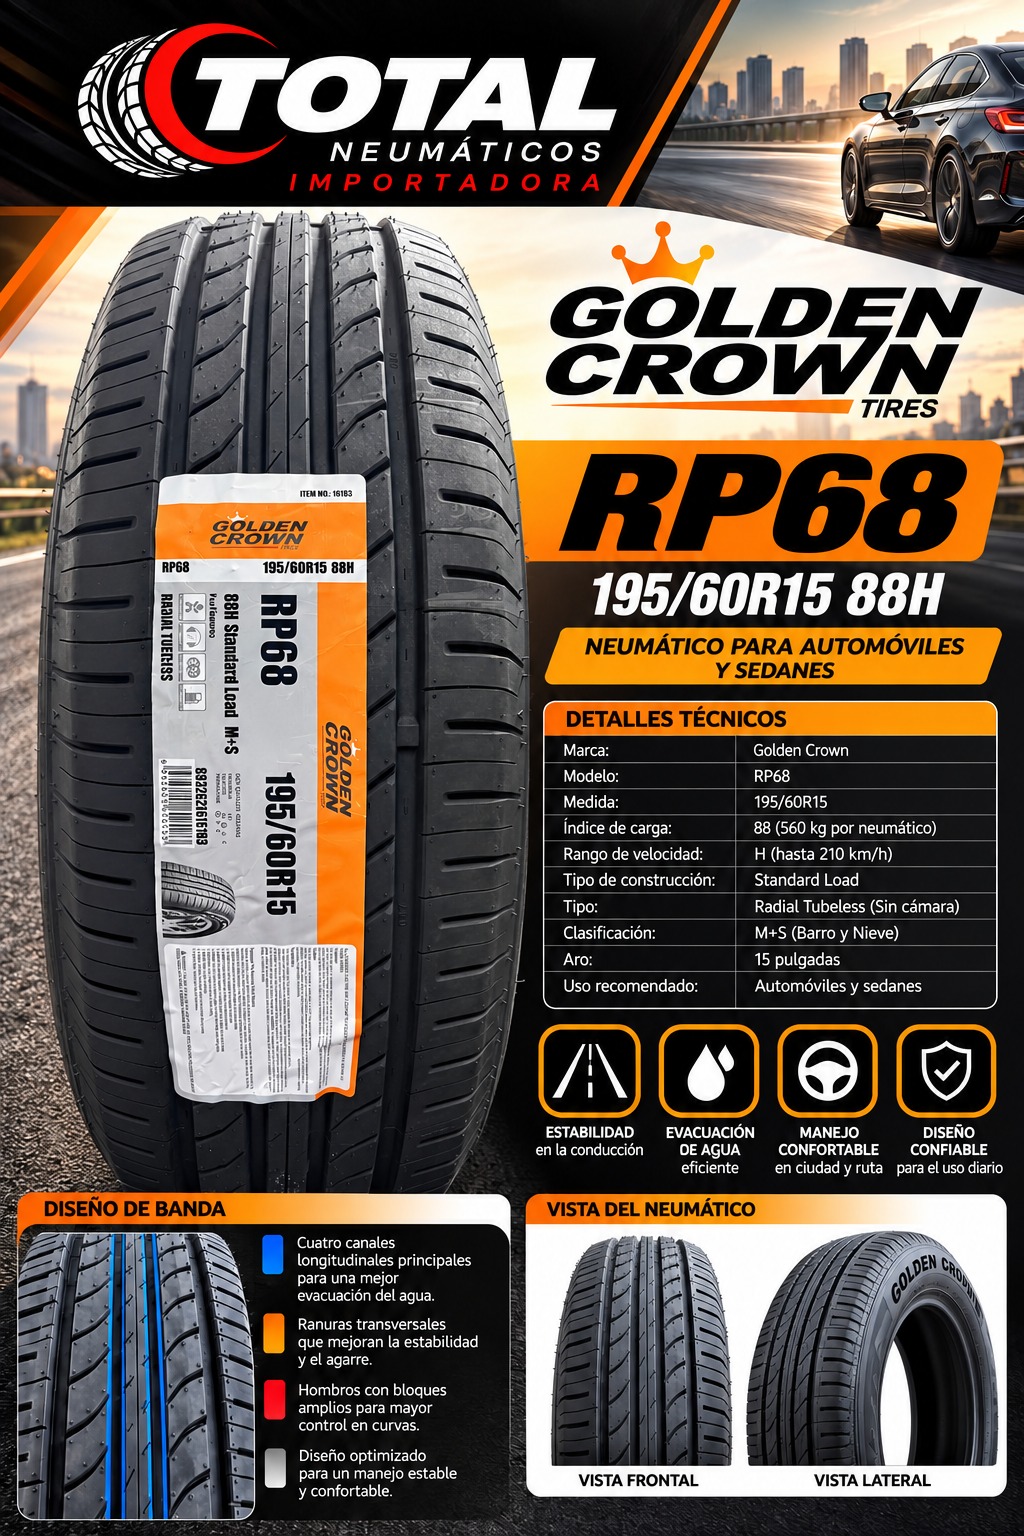 TOTAL
NEUMÁTICOS
IMPORTADORA
GOLDEN
CROWN
TIRES
RP68
195/60R15 88H
NEUMÁTICO PARA AUTOMÓVILES
Y SEDANES
ITEM NO.: 16183
GOLDEN
CROWN
TIRES
RP68 195/60R15 88H
RP68 195/60R15
88H Standard Load M+S
GOLDEN
CROWN
DETALLES TÉCNICOS
Marca: Golden Crown
Modelo: RP68
Medida: 195/60R15
Índice de carga: 88 (560 kg por neumático)
Rango de velocidad: H (hasta 210 km/h)
Tipo de construcción: Standard Load
Tipo: Radial Tubeless (Sin cámara)
Clasificación: M+S (Barro y Nieve)
Aro: 15 pulgadas
Uso recomendado: Automóviles y sedanes
ESTABILIDAD
en la conducción
EVACUACIÓN
DE AGUA
eficiente
MANEJO
CONFORTABLE
en ciudad y ruta
DISEÑO
CONFIABLE
para el uso diario
DISEÑO DE BANDA
Cuatro canales
longitudinales principales
para una mejor
evacuación del agua.
Ranuras transversales
que mejoran la estabilidad
y el agarre.
Hombros con bloques
amplios para mayor
control en curvas.
Diseño optimizado
para un manejo estable
y confortable.
VISTA DEL NEUMÁTICO
GOLDEN
VISTA FRONTAL
VISTA LATERAL